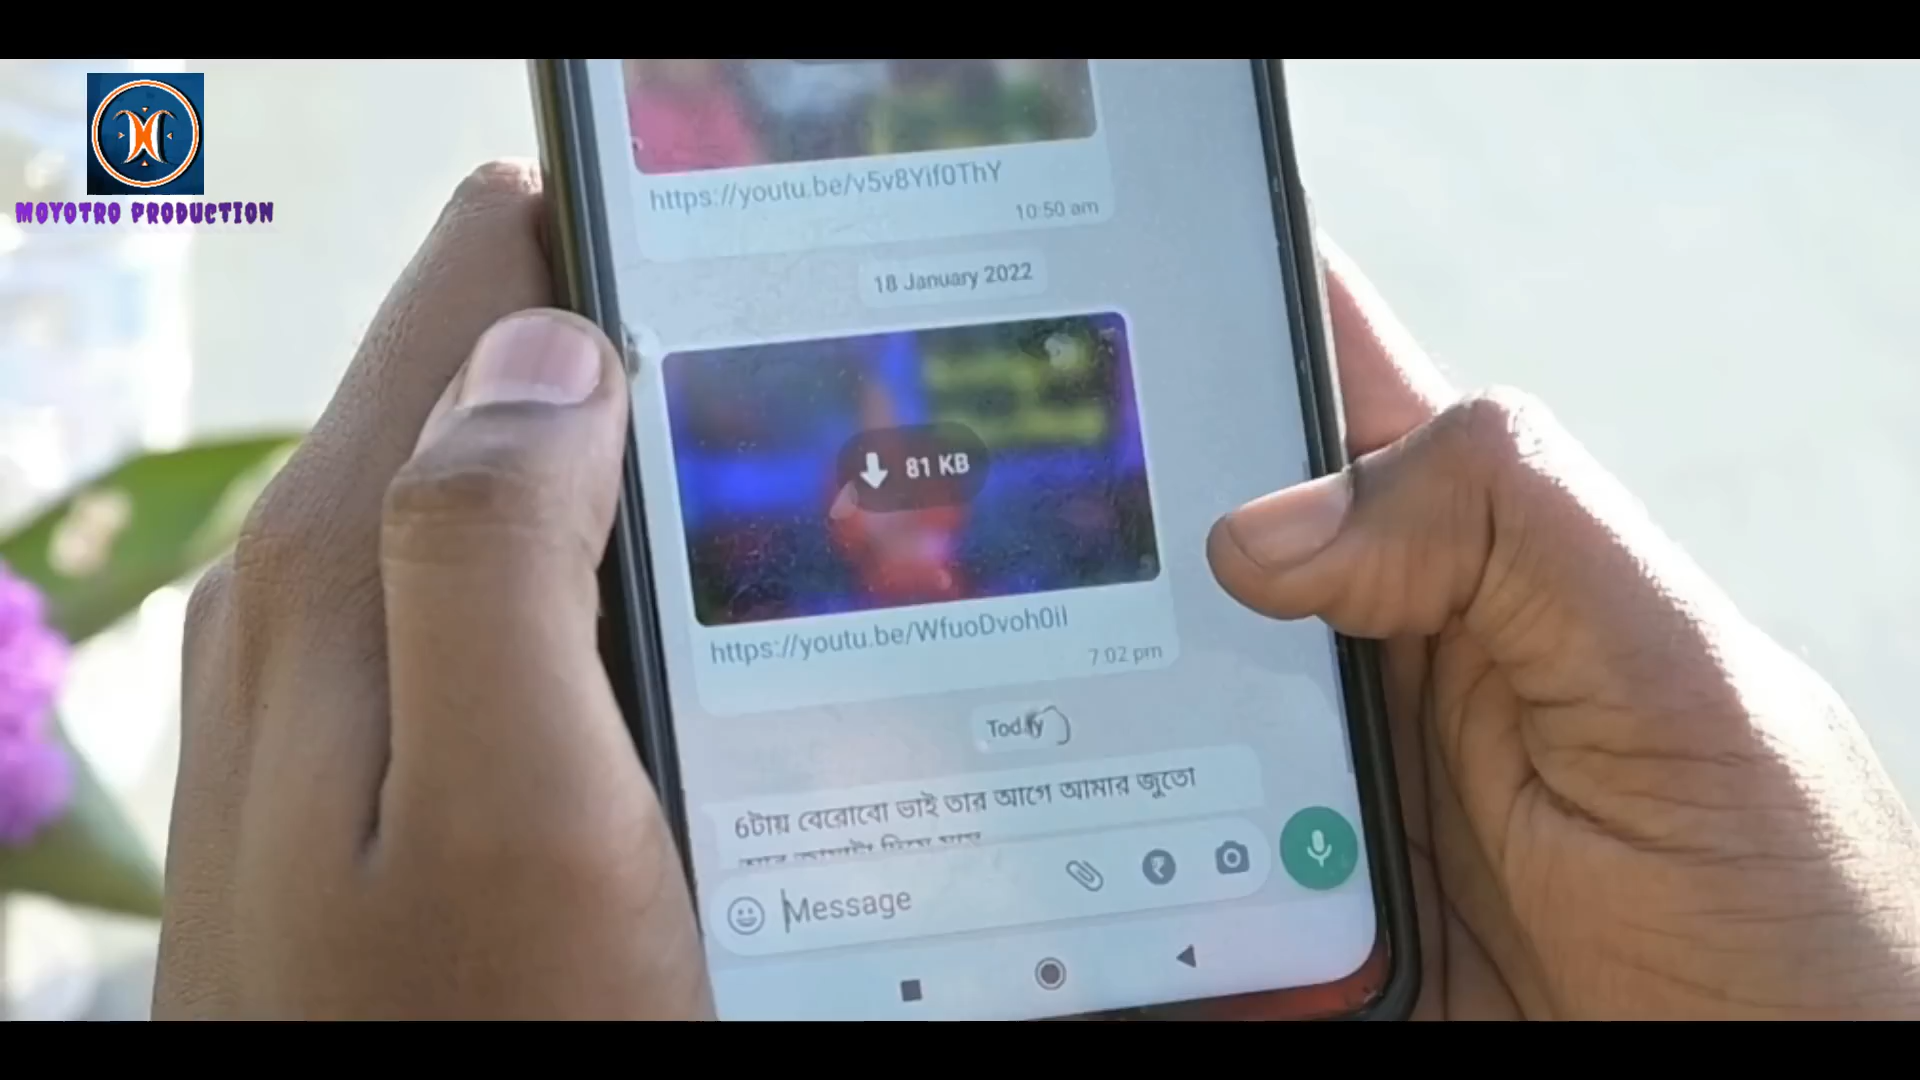 MOYOTRO PRODUCTION
https://youtu.be/v5v8Yif0ThY
10:50 am
18 January 2022
81 KB
https://youtu.be/WfuoDvoh0iI
7:02 pm
Today
6টায় বেরোবো ভাই তার আগে আমার জুতো
Message